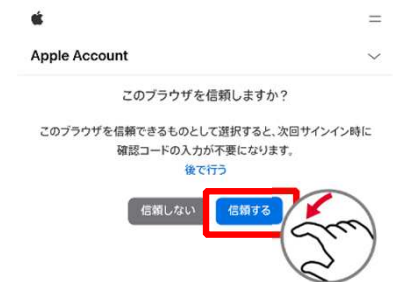 Apple Account
このブラウザを信頼しますか？
このブラウザを信頼できるものとして選択すると、次回サインイン時に
確認コードの入力が不要になります。
後で行う
信頼しない 信頼する